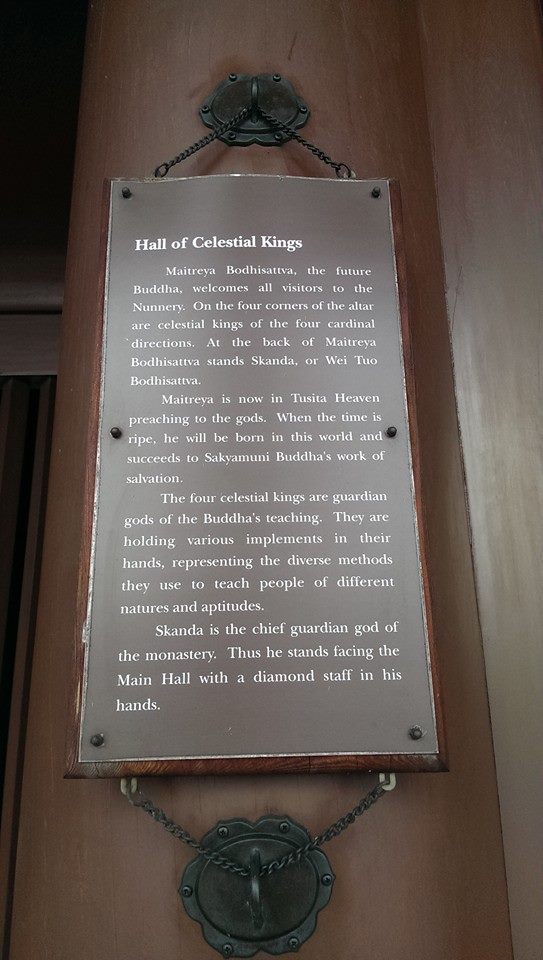 Hall of Celestial Kings
Maitreya Bodhisattva, the future
Buddha, welcomes all visitors to the
Nunnery. On the four corners of the altar
are celestial kings of the four cardinal
directions. At the back of Maitreya
Bodhisattva stands Skanda, or Wei Tuo
Bodhisattva.
Maitreya is now in Tusita Heaven
preaching to the gods. When the time is
ripe, he will be born in this world and
succeeds to Sakyamuni Buddha's work of
salvation.
The four celestial kings are guardian
gods of the Buddha's teaching. They are
holding various implements in their
hands, representing the diverse methods
they use to teach people of different
natures and aptitudes.
Skanda is the chief guardian god of
the monastery. Thus he stands facing the
Main Hall with a diamond staff in his
hands.